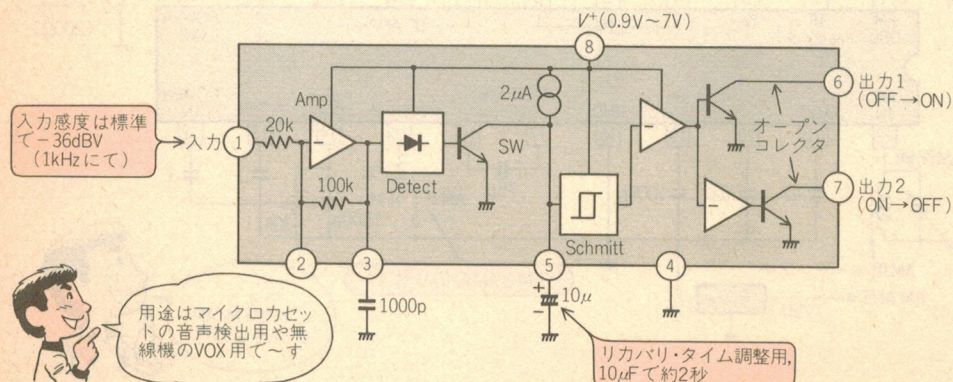 V⁺(0.9V～7V)
8
Amp
2μA
6
出力1
(OFF→ON)
入力感度は標準
で－36dBV
(1kHzにて)
入力
1
20k
SW
オープン
コレクタ
100k
Detect
7
出力2
(ON→OFF)
Schmitt
2
3
5
4
1000p
+
10μ
−
用途はマイクロカセッ
トの音声検出用や無
線機のVOX用で〜す
リカバリ・タイム調整用,
10μFで約2秒